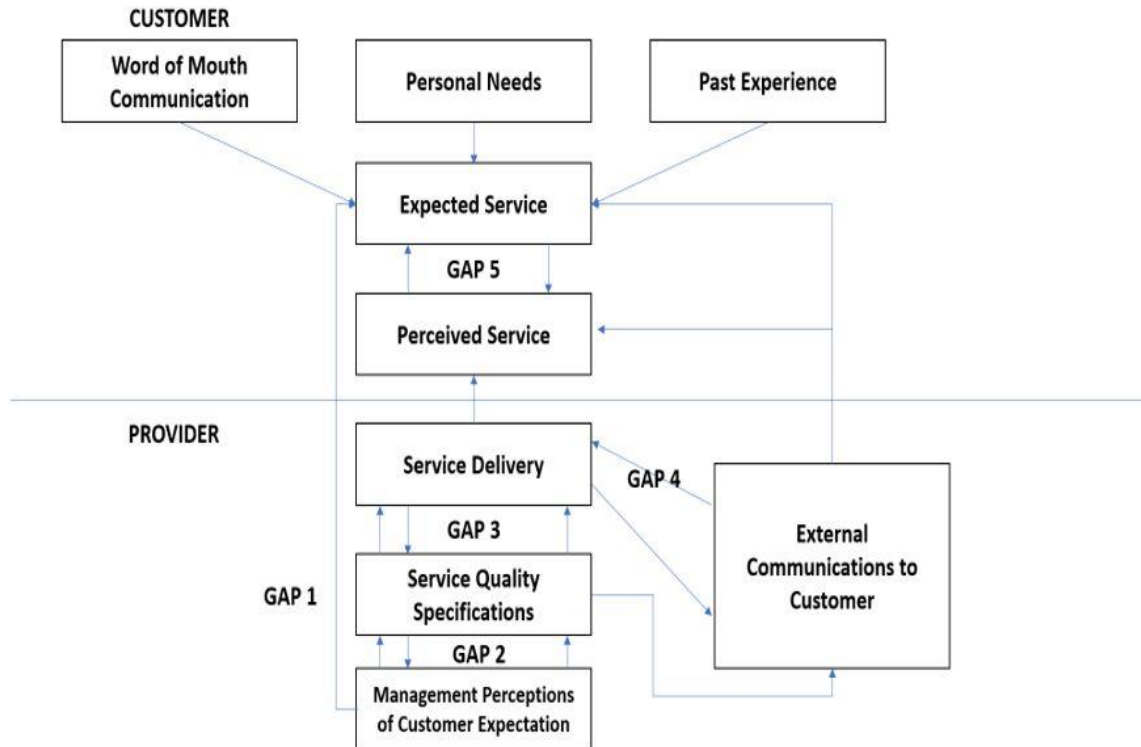 CUSTOMER
Word of Mouth
Communication
Personal Needs
Past Experience
Expected Service
GAP 5
Perceived Service
PROVIDER
Service Delivery
GAP 4
GAP 3
External
Communications to
Customer
Service Quality
Specifications
GAP 1
GAP 2
Management Perceptions
of Customer Expectation